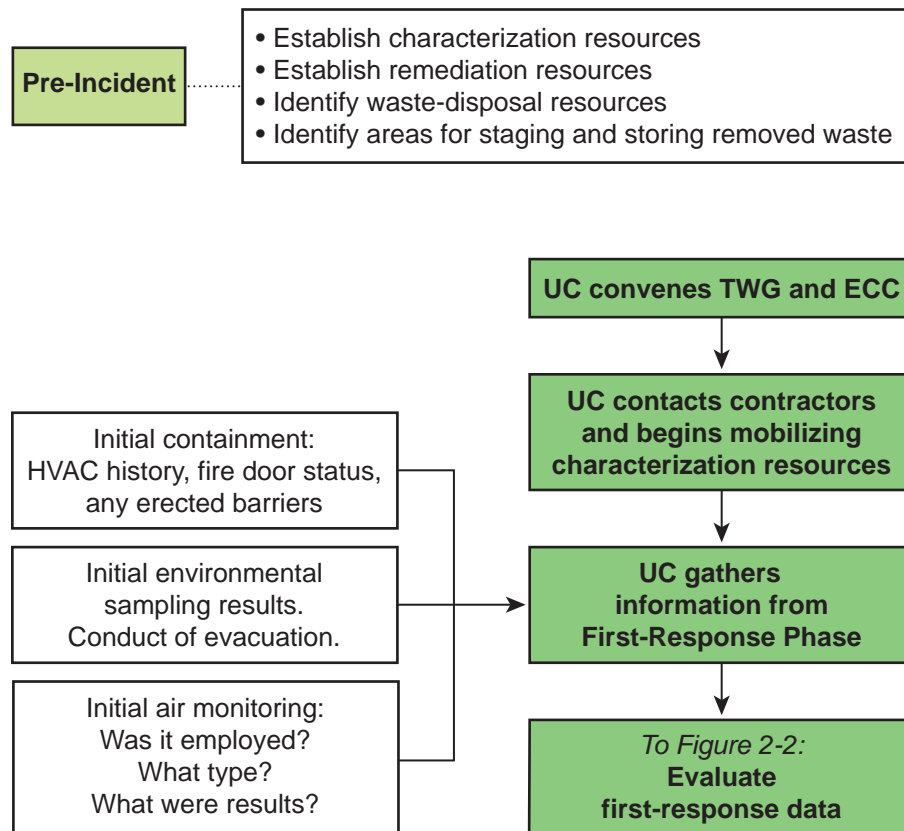 Pre-Incident
• Establish characterization resources
• Establish remediation resources
• Identify waste-disposal resources
• Identify areas for staging and storing removed waste
UC convenes TWG and ECC
UC contacts contractors
and begins mobilizing
characterization resources
Initial containment:
HVAC history, fire door status,
any erected barriers
Initial environmental
sampling results.
Conduct of evacuation.
UC gathers
information from
First-Response Phase
Initial air monitoring:
Was it employed?
What type?
What were results?
To Figure 2-2:
Evaluate
first-response data